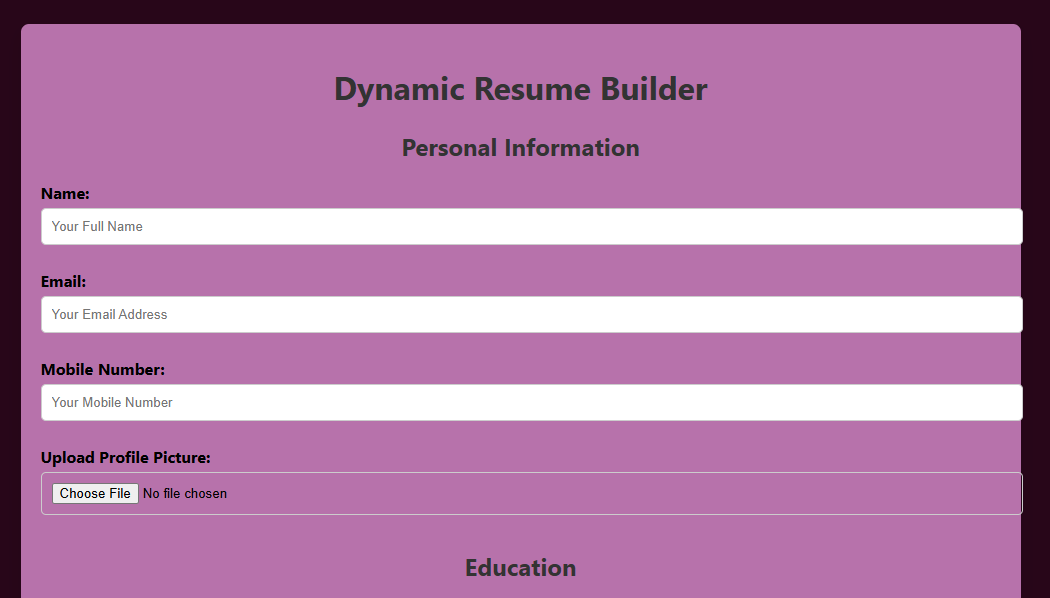 Dynamic Resume Builder
Personal Information
Name:
Your Full Name
Email:
Your Email Address
Mobile Number:
Your Mobile Number
Upload Profile Picture:
Choose File No file chosen
Education